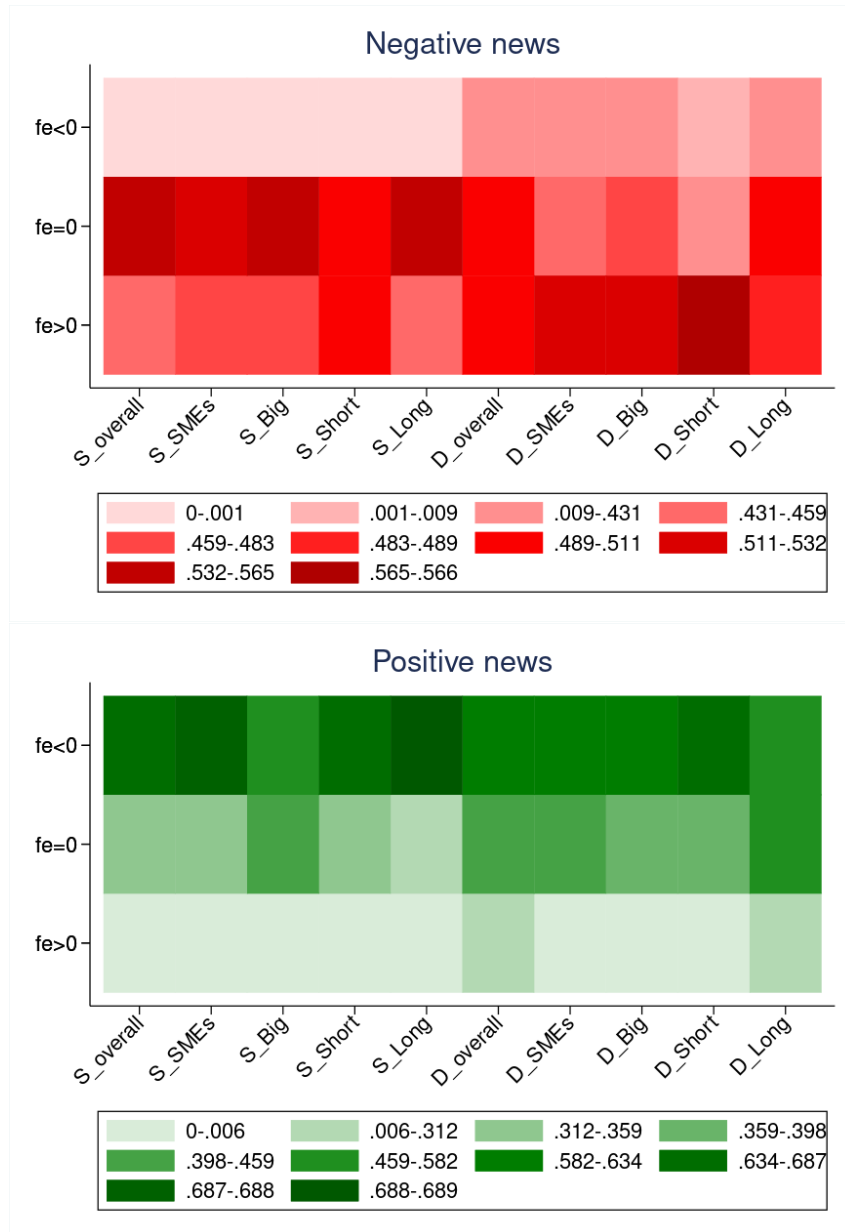 Negative news
fe<0
fe=0
fe>0
S_overall S_SMEs S_Big S_Short S_Long D_overall D_SMEs D_Big D_Short D_Long
0-.001 .001-.009 .009-.431 .431-.459
.459-.483 .483-.489 .489-.511 .511-.532
.532-.565 .565-.566
Positive news
fe<0
fe=0
fe>0
S_overall S_SMEs S_Big S_Short S_Long D_overall D_SMEs D_Big D_Short D_Long
0-.006 .006-.312 .312-.359 .359-.398
.398-.459 .459-.582 .582-.634 .634-.687
.687-.688 .688-.689